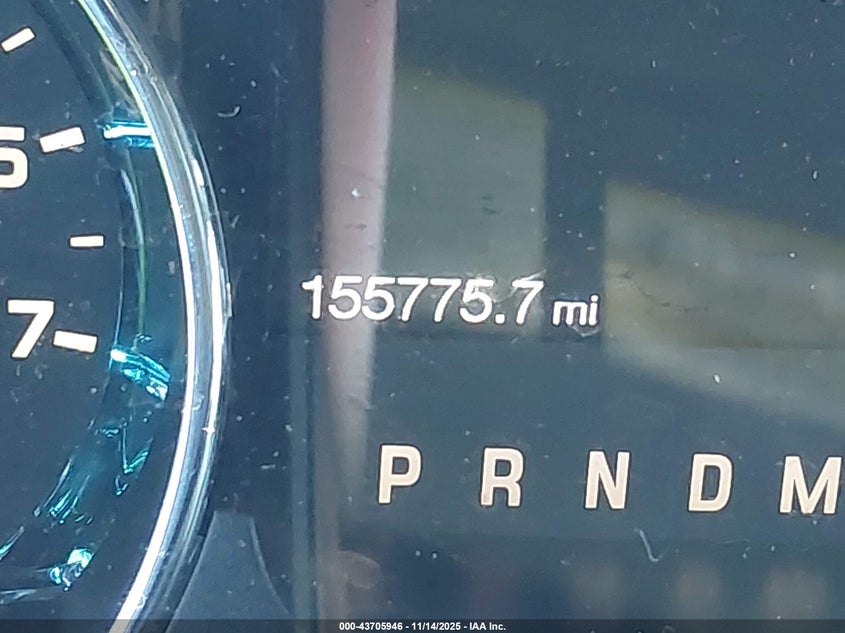 5
7
155775.7 mi
P R N D M
000-43705946 - 11/14/2025 - IAA Inc.